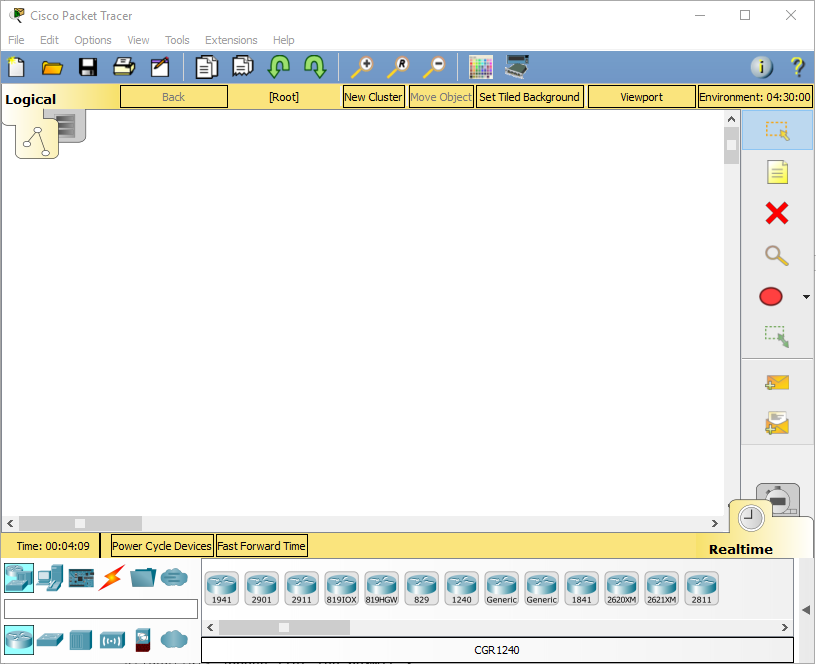 Cisco Packet Tracer
File Edit Options View Tools Extensions Help
R i ?
Logical Back [Root] New Cluster Move Object Set Tiled Background Viewport Environment: 04:30:00
Time: 00:04:09 Power Cycle Devices Fast Forward Time
Realtime
1941 2901 2911 819IOX 819HGW 829 1240 Generic Generic 1841 2620XM 2621XM 2811
CGR1240